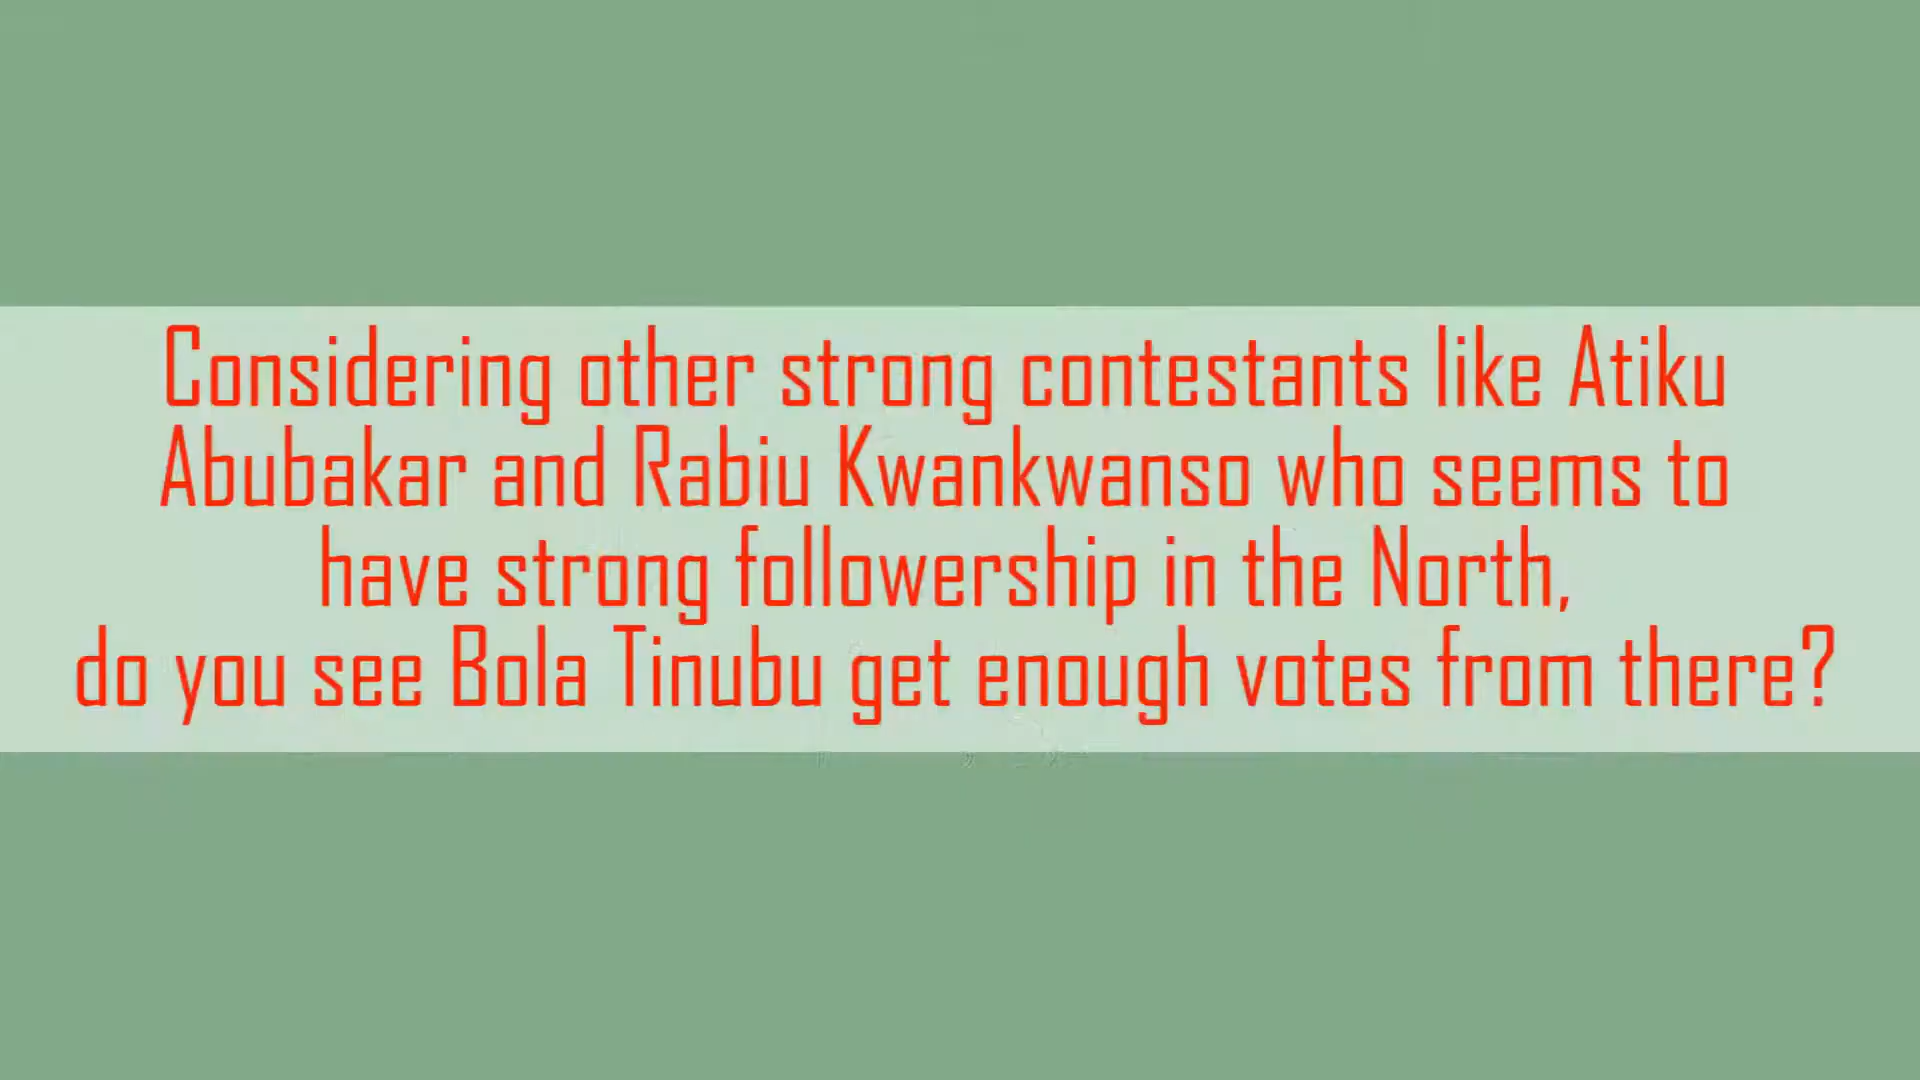 Considering other strong contestants like Atiku
Abubakar and Rabiu Kwankwanso who seems to
have strong followership in the North,
do you see Bola Tinubu get enough votes from there?